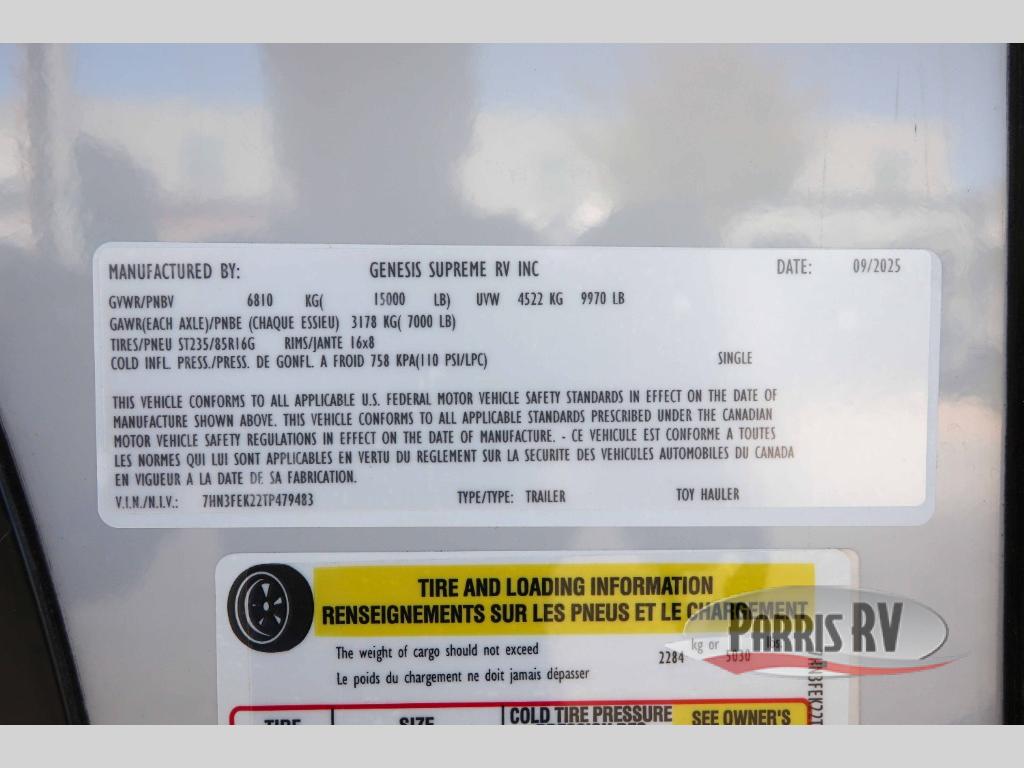 MANUFACTURED BY: GENESIS SUPREME RV INC DATE: 09/2025
GVWR/PNBV 6810 KG( 15000 LB) UVW 4522 KG 9970 LB
GAWR(EACH AXLE)/PNBE (CHAQUE ESSIEU) 3178 KG( 7000 LB)
TIRES/PNEU ST235/85R16G RIMS/JANTE 16x8
COLD INFL. PRESS./PRESS. DE GONFL. A FROID 758 KPA(110 PSI/LPC) SINGLE
THIS VEHICLE CONFORMS TO ALL APPLICABLE U.S. FEDERAL MOTOR VEHICLE SAFETY STANDARDS IN EFFECT ON THE DATE OF
MANUFACTURE SHOWN ABOVE. THIS VEHICLE CONFORMS TO ALL APPLICABLE STANDARDS PRESCRIBED UNDER THE CANADIAN
MOTOR VEHICLE SAFETY REGULATIONS IN EFFECT ON THE DATE OF MANUFACTURE. - CE VEHICULE EST CONFORME A TOUTES
LES NORMES QUI LUI SONT APPLICABLES EN VERTU DU REGLEMENT SUR LA SECURITE DES VEHICULES AUTOMOBILES DU CANADA
EN VIGUEUR A LA DATE DE SA FABRICATION.
V.I.N./N.I.V.: 7HN3FEK22TP479483 TYPE/TYPE: TRAILER TOY HAULER
TIRE AND LOADING INFORMATION
RENSEIGNEMENTS SUR LES PNEUS ET LE CHARGEMENT
The weight of cargo should not exceed
Le poids du chargement ne doit jamais dépasser
2284 kg or 5030 lbs
PARRIS RV
TIRE SIZE COLD TIRE PRESSURE SEE OWNER'S